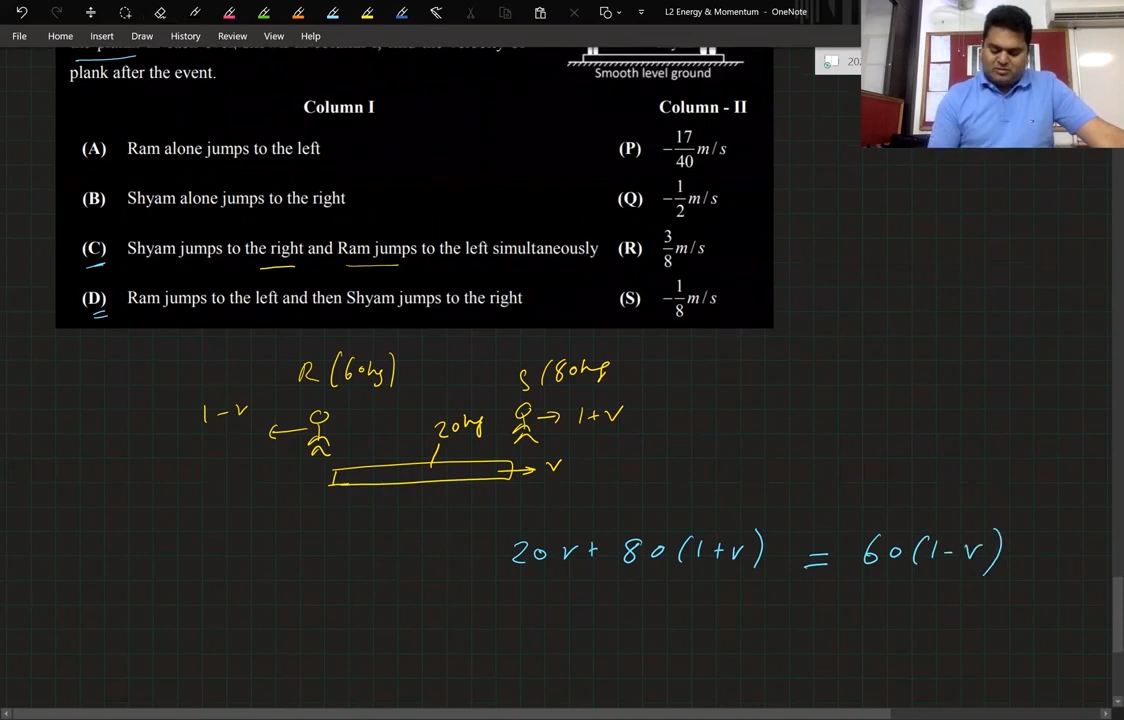 L2 Energy & Momentum - OneNote
File Home Insert Draw History Review View Help
plank after the event.
Smooth level ground
Column I Column - II
(A) Ram alone jumps to the left (P) -17/40 m/s
(B) Shyam alone jumps to the right (Q) -1/2 m/s
(C) Shyam jumps to the right and Ram jumps to the left simultaneously (R) 3/8 m/s
(D) Ram jumps to the left and then Shyam jumps to the right (S) -1/8 m/s
R (60kg) S (80kg
1-v 20kg 1+v
v
20v + 80(1+v) = 60(1-v)